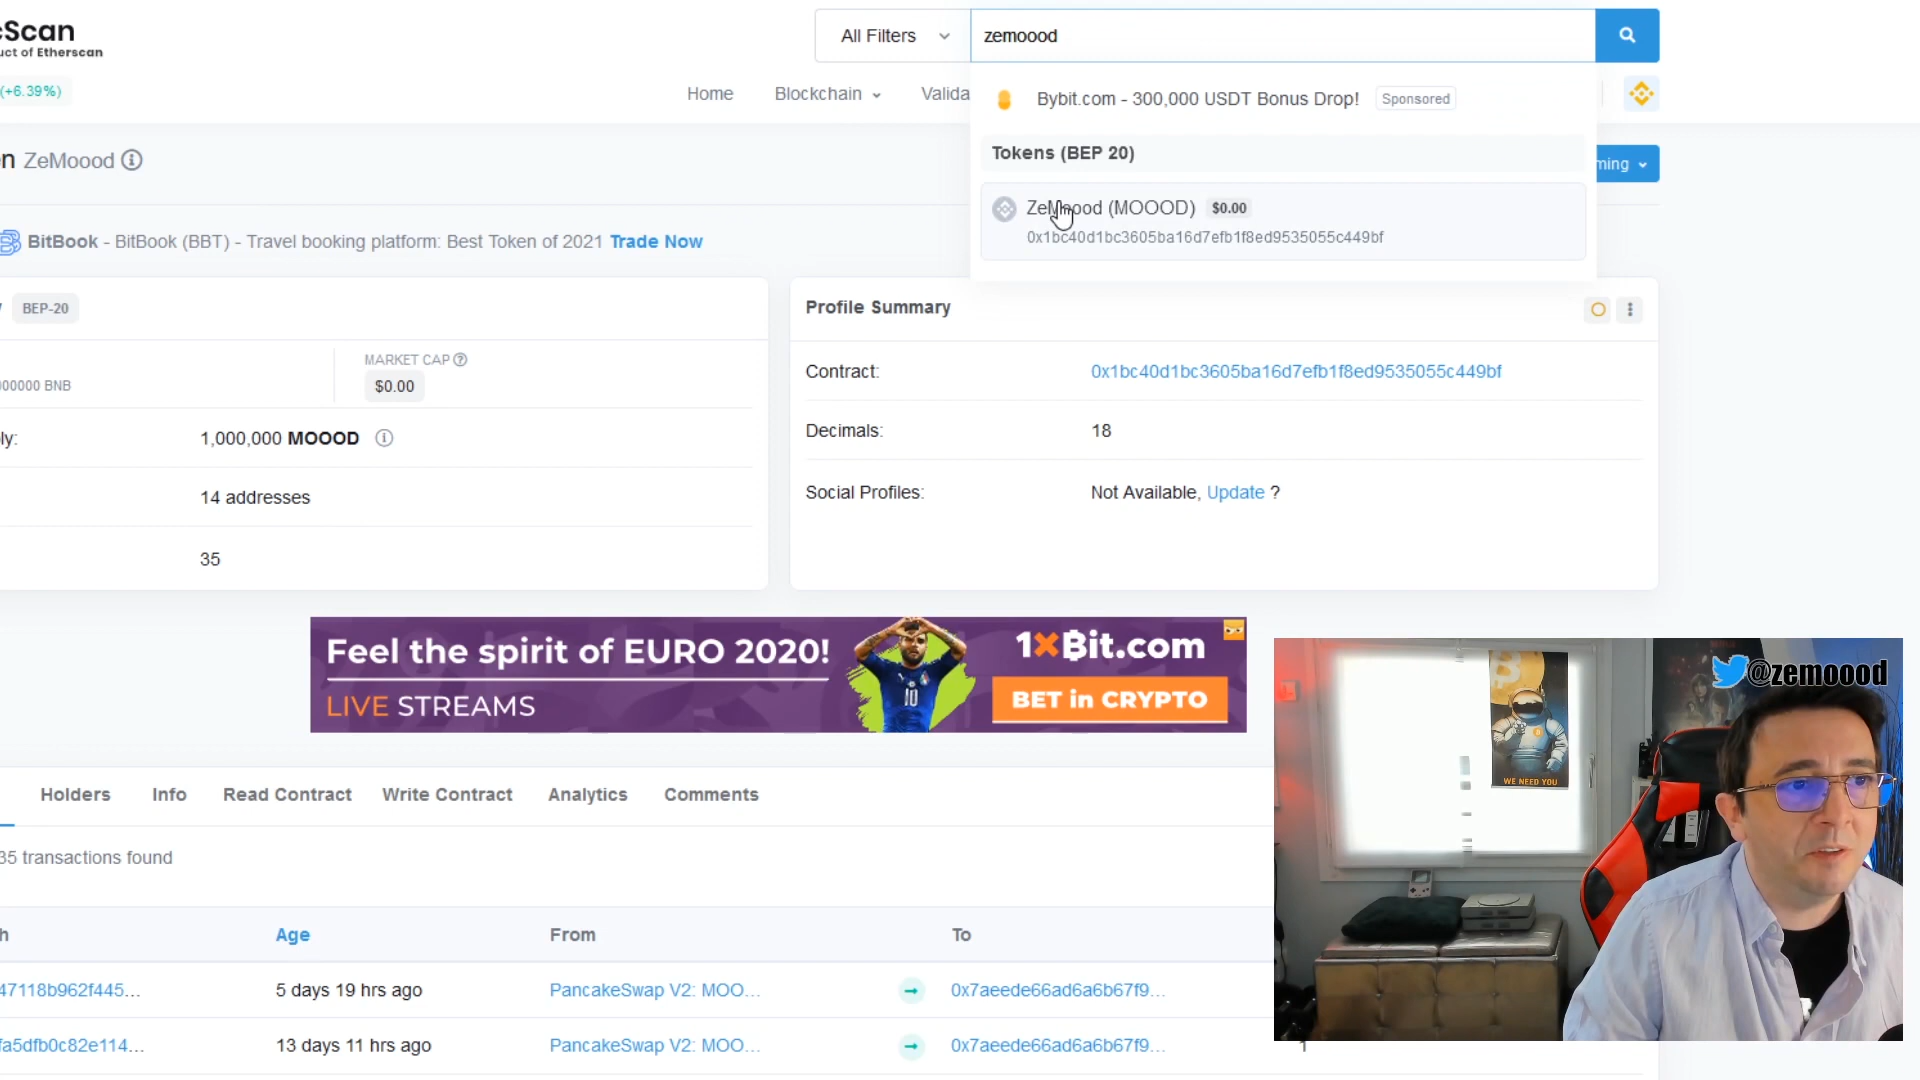 cScan
uct of Etherscan
All Filters
zemoood
(+6.39%)
Home
Blockchain
Valida
Bybit.com - 300,000 USDT Bonus Drop!
Sponsored
Tokens (BEP 20)
n ZeMoood
ming
ZeMoood (MOOOD)
$0.00
0x1bc40d1bc3605ba16d7efb1f8ed9535055c449bf
BitBook - BitBook (BBT) - Travel booking platform: Best Token of 2021 Trade Now
BEP-20
Profile Summary
MARKET CAP
000000 BNB
$0.00
Contract:
0x1bc40d1bc3605ba16d7efb1f8ed9535055c449bf
ly:
1,000,000 MOOOD
Decimals:
18
14 addresses
Social Profiles:
Not Available, Update ?
35
Feel the spirit of EURO 2020!
LIVE STREAMS
10
1XBit.com
BET in CRYPTO
@zemoood
WE NEED YOU
Holders
Info
Read Contract
Write Contract
Analytics
Comments
35 transactions found
h
Age
From
To
47118b962f445...
5 days 19 hrs ago
PancakeSwap V2: MOO...
0x7aeede66ad6a6b67f9...
fa5dfb0c82e114...
13 days 11 hrs ago
PancakeSwap V2: MOO...
0x7aeede66ad6a6b67f9...
1